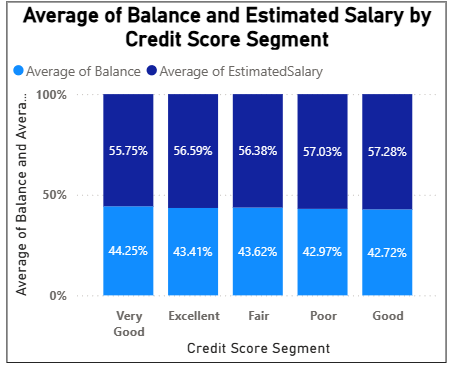 Average of Balance and Estimated Salary by
Credit Score Segment
Average of Balance Average of EstimatedSalary
Average of Balance and Avera...
100%
50%
0%
55.75% 56.59% 56.38% 57.03% 57.28%
44.25% 43.41% 43.62% 42.97% 42.72%
Very Good Excellent Fair Poor Good
Credit Score Segment